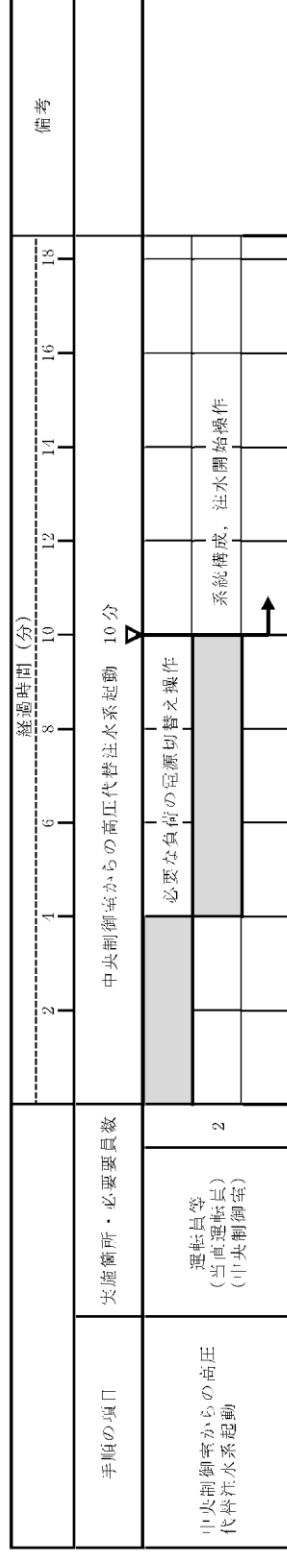 経過時間（分）
備考
2
4
6
8
10
12
14
16
18
手順の項目
実施箇所・必要要員数
中央制御室からの高圧代替注水系起動　10分
中央制御室からの高圧
代替注水系起動
運転員等
（当直運転員）
（中央制御室）
2
必要な負荷の電源切替え操作
系統構成，注水開始操作